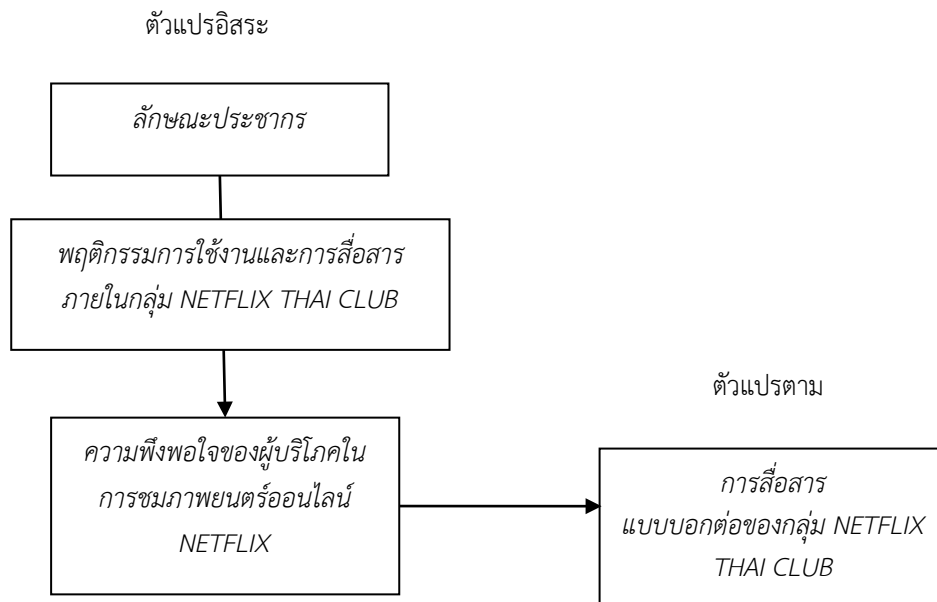 ตัวแปรอิสระ
ลักษณะประชากร
พฤติกรรมการใช้งานและการสื่อสาร
ภายในกลุ่ม NETFLIX THAI CLUB
ความพึงพอใจของผู้บริโภคใน
การชมภาพยนตร์ออนไลน์
NETFLIX
ตัวแปรตาม
การสื่อสาร
แบบบอกต่อของกลุ่ม NETFLIX
THAI CLUB